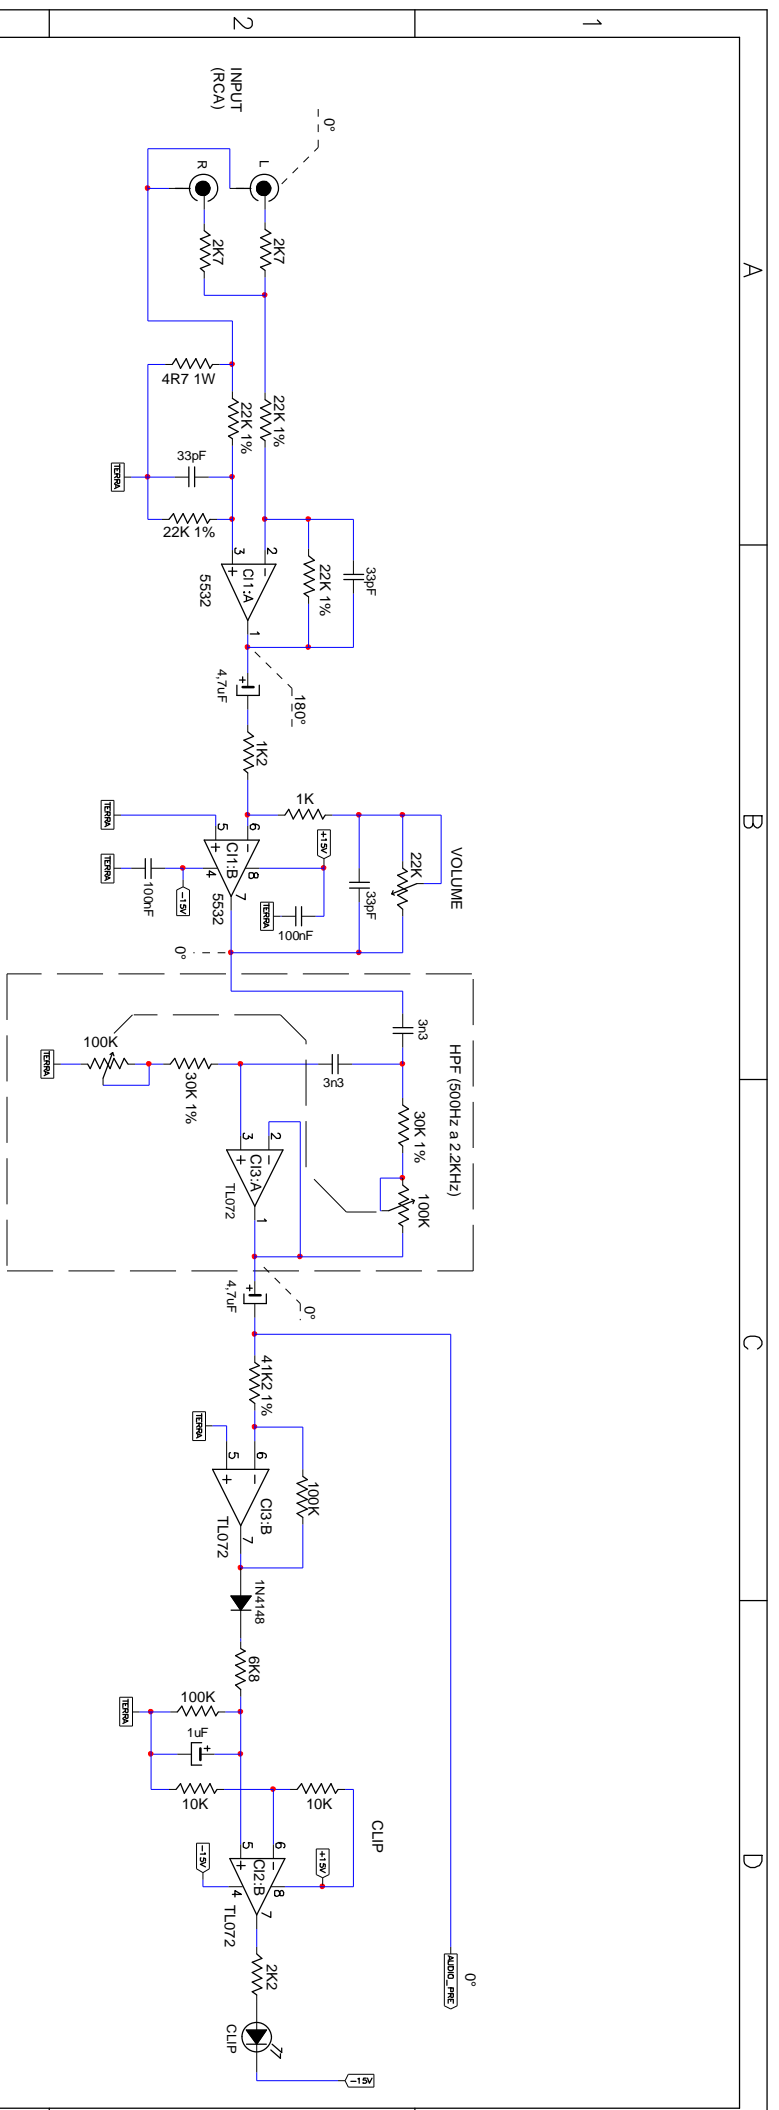 A
B
C
D
1
2
INPUT
(RCA)
0°
L
R
2K7
2K7
4R7 1W
22K 1%
22K 1%
33pF
TERRA
22K 1%
2
3
1
CI1:A
5532
22K 1%
33pF
4,7uF
+
180°
1K2
1K
VOLUME
22K
33pF
6
5
8
4
7
CI1:B
5532
TERRA
TERRA
100nF
-15V
+15V
TERRA
100nF
0°
HPF (500Hz a 2.2KHz)
3n3
3n3
30K 1%
100K
100K
30K 1%
TERRA
2
3
1
CI3:A
TL072
0°
4,7uF
+
41K2 1%
TERRA
6
5
7
CI3:B
TL072
100K
1N4148
6K8
100K
1uF
+
TERRA
10K
10K
CLIP
+15V
-15V
6
5
8
4
7
CI2:B
TL072
2K2
CLIP
-15V
0°
AUDIO_PRE